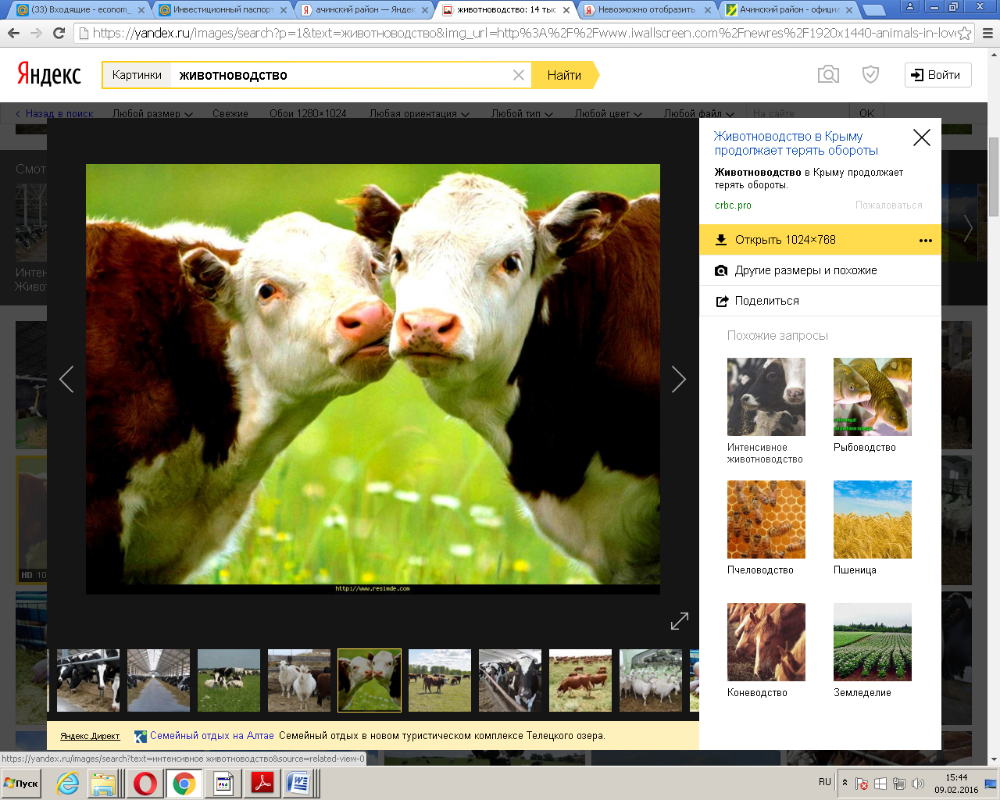 (33) Входящие - econom_
Инвестиционный паспорт
ачинский район — Яндекс
животноводство: 14 тыс
Невозможно отобразить
Ачинский район - официа
https://yandex.ru/images/search?p=1&text=животноводство&img_url=http%3A%2F%2Fwww.iwallscreen.com%2Fnewres%2F1920x1440-animals-in-lov
Яндекс
Картинки
животноводство
Найти
Войти
‹ Назад в поиск
Любой размер
Свежие
Обои 1280×1024
Любая ориентация
Любой тип
Любой цвет
Любой файл
На сайте
OK
Смот
Интен
Живо
HD 10
Животноводство в Крыму
продолжает терять обороты
Животноводство в Крыму продолжает
терять обороты.
crbc.pro
Пожаловаться
Открыть 1024×768
Другие размеры и похожие
Поделиться
Похожие запросы
Интенсивное
животноводство
Рыбоводство
Пчеловодство
Пшеница
Коневодство
Земледелие
http://www.resimde.com
Яндекс.Директ
Семейный отдых на Алтае Семейный отдых в новом туристическом комплексе Телецкого озера.
https://yandex.ru/images/search?text=интенсивное животноводство&source=related-view-0
Пуск
RU
15:44
09.02.2016